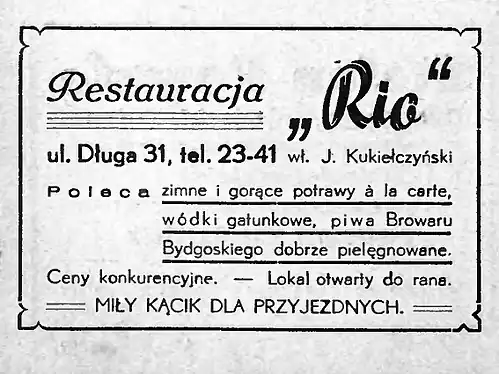 Restauracja „Rio“
ul. Długa 31, tel. 23-41 wł. J. Kukiełczyński
Poleca zimne i gorące potrawy à la carte,
wódki gatunkowe, piwa Browaru
Bydgoskiego dobrze pielęgnowane.
Ceny konkurencyjne. — Lokal otwarty do rana.
MIŁY KĄCIK DLA PRZYJEZDNYCH.